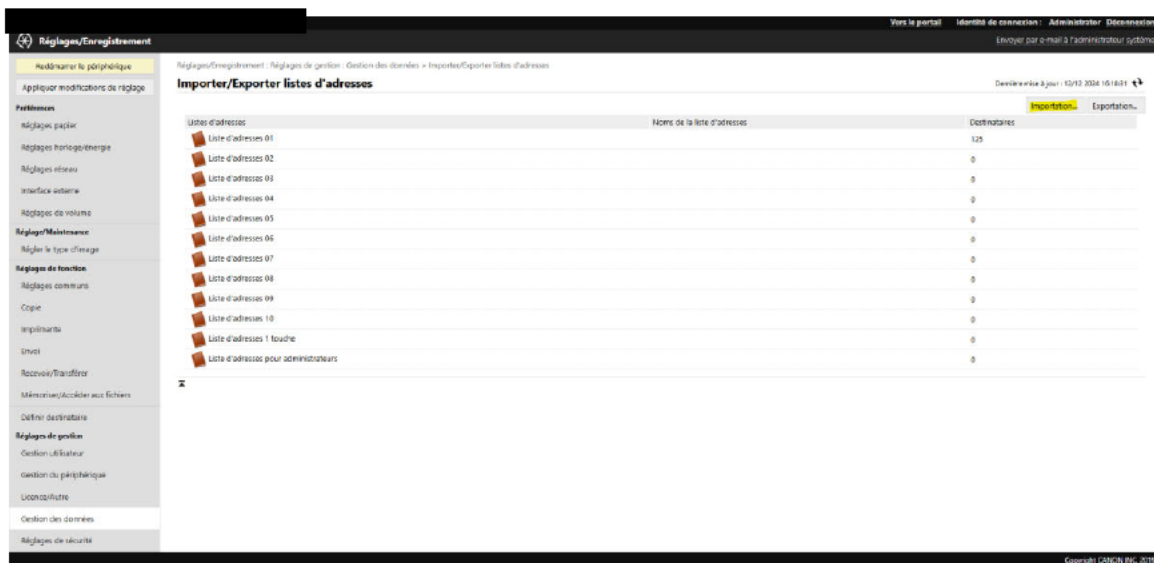 Vers le portail Identité de connexion : Administrator Déconnexion
Réglages/Enregistrement Envoyer par e-mail à l'administrateur système
Redémarrer le périphérique
Réglages/Enregistrement : Réglages de gestion : Gestion des données > Importer/Exporter listes d'adresses
Appliquer modifications de réglage
Importer/Exporter listes d'adresses
Dernière mise à jour : 12/12 2024 16:18:31
Importation... Exportation...
Préférences
Réglages papier
Réglages horloge/énergie
Réglages réseau
Interface externe
Réglages de volume
Réglage/Maintenance
Régler le type d'image
Réglages de fonction
Réglages communs
Copie
Imprimante
Envoi
Recevoir/Transférer
Mémoriser/Accéder aux fichiers
Définir destinataire
Réglages de gestion
Gestion utilisateur
Gestion du périphérique
Licence/Autre
Gestion des données
Réglages de sécurité
Listes d'adresses Noms de la liste d'adresses Destinataires
Liste d'adresses 01 125
Liste d'adresses 02 0
Liste d'adresses 03 0
Liste d'adresses 04 0
Liste d'adresses 05 0
Liste d'adresses 06 0
Liste d'adresses 07 0
Liste d'adresses 08 0
Liste d'adresses 09 0
Liste d'adresses 10 0
Liste d'adresses 1 touche 0
Liste d'adresses pour administrateurs 0
Copyright CANON INC. 2015